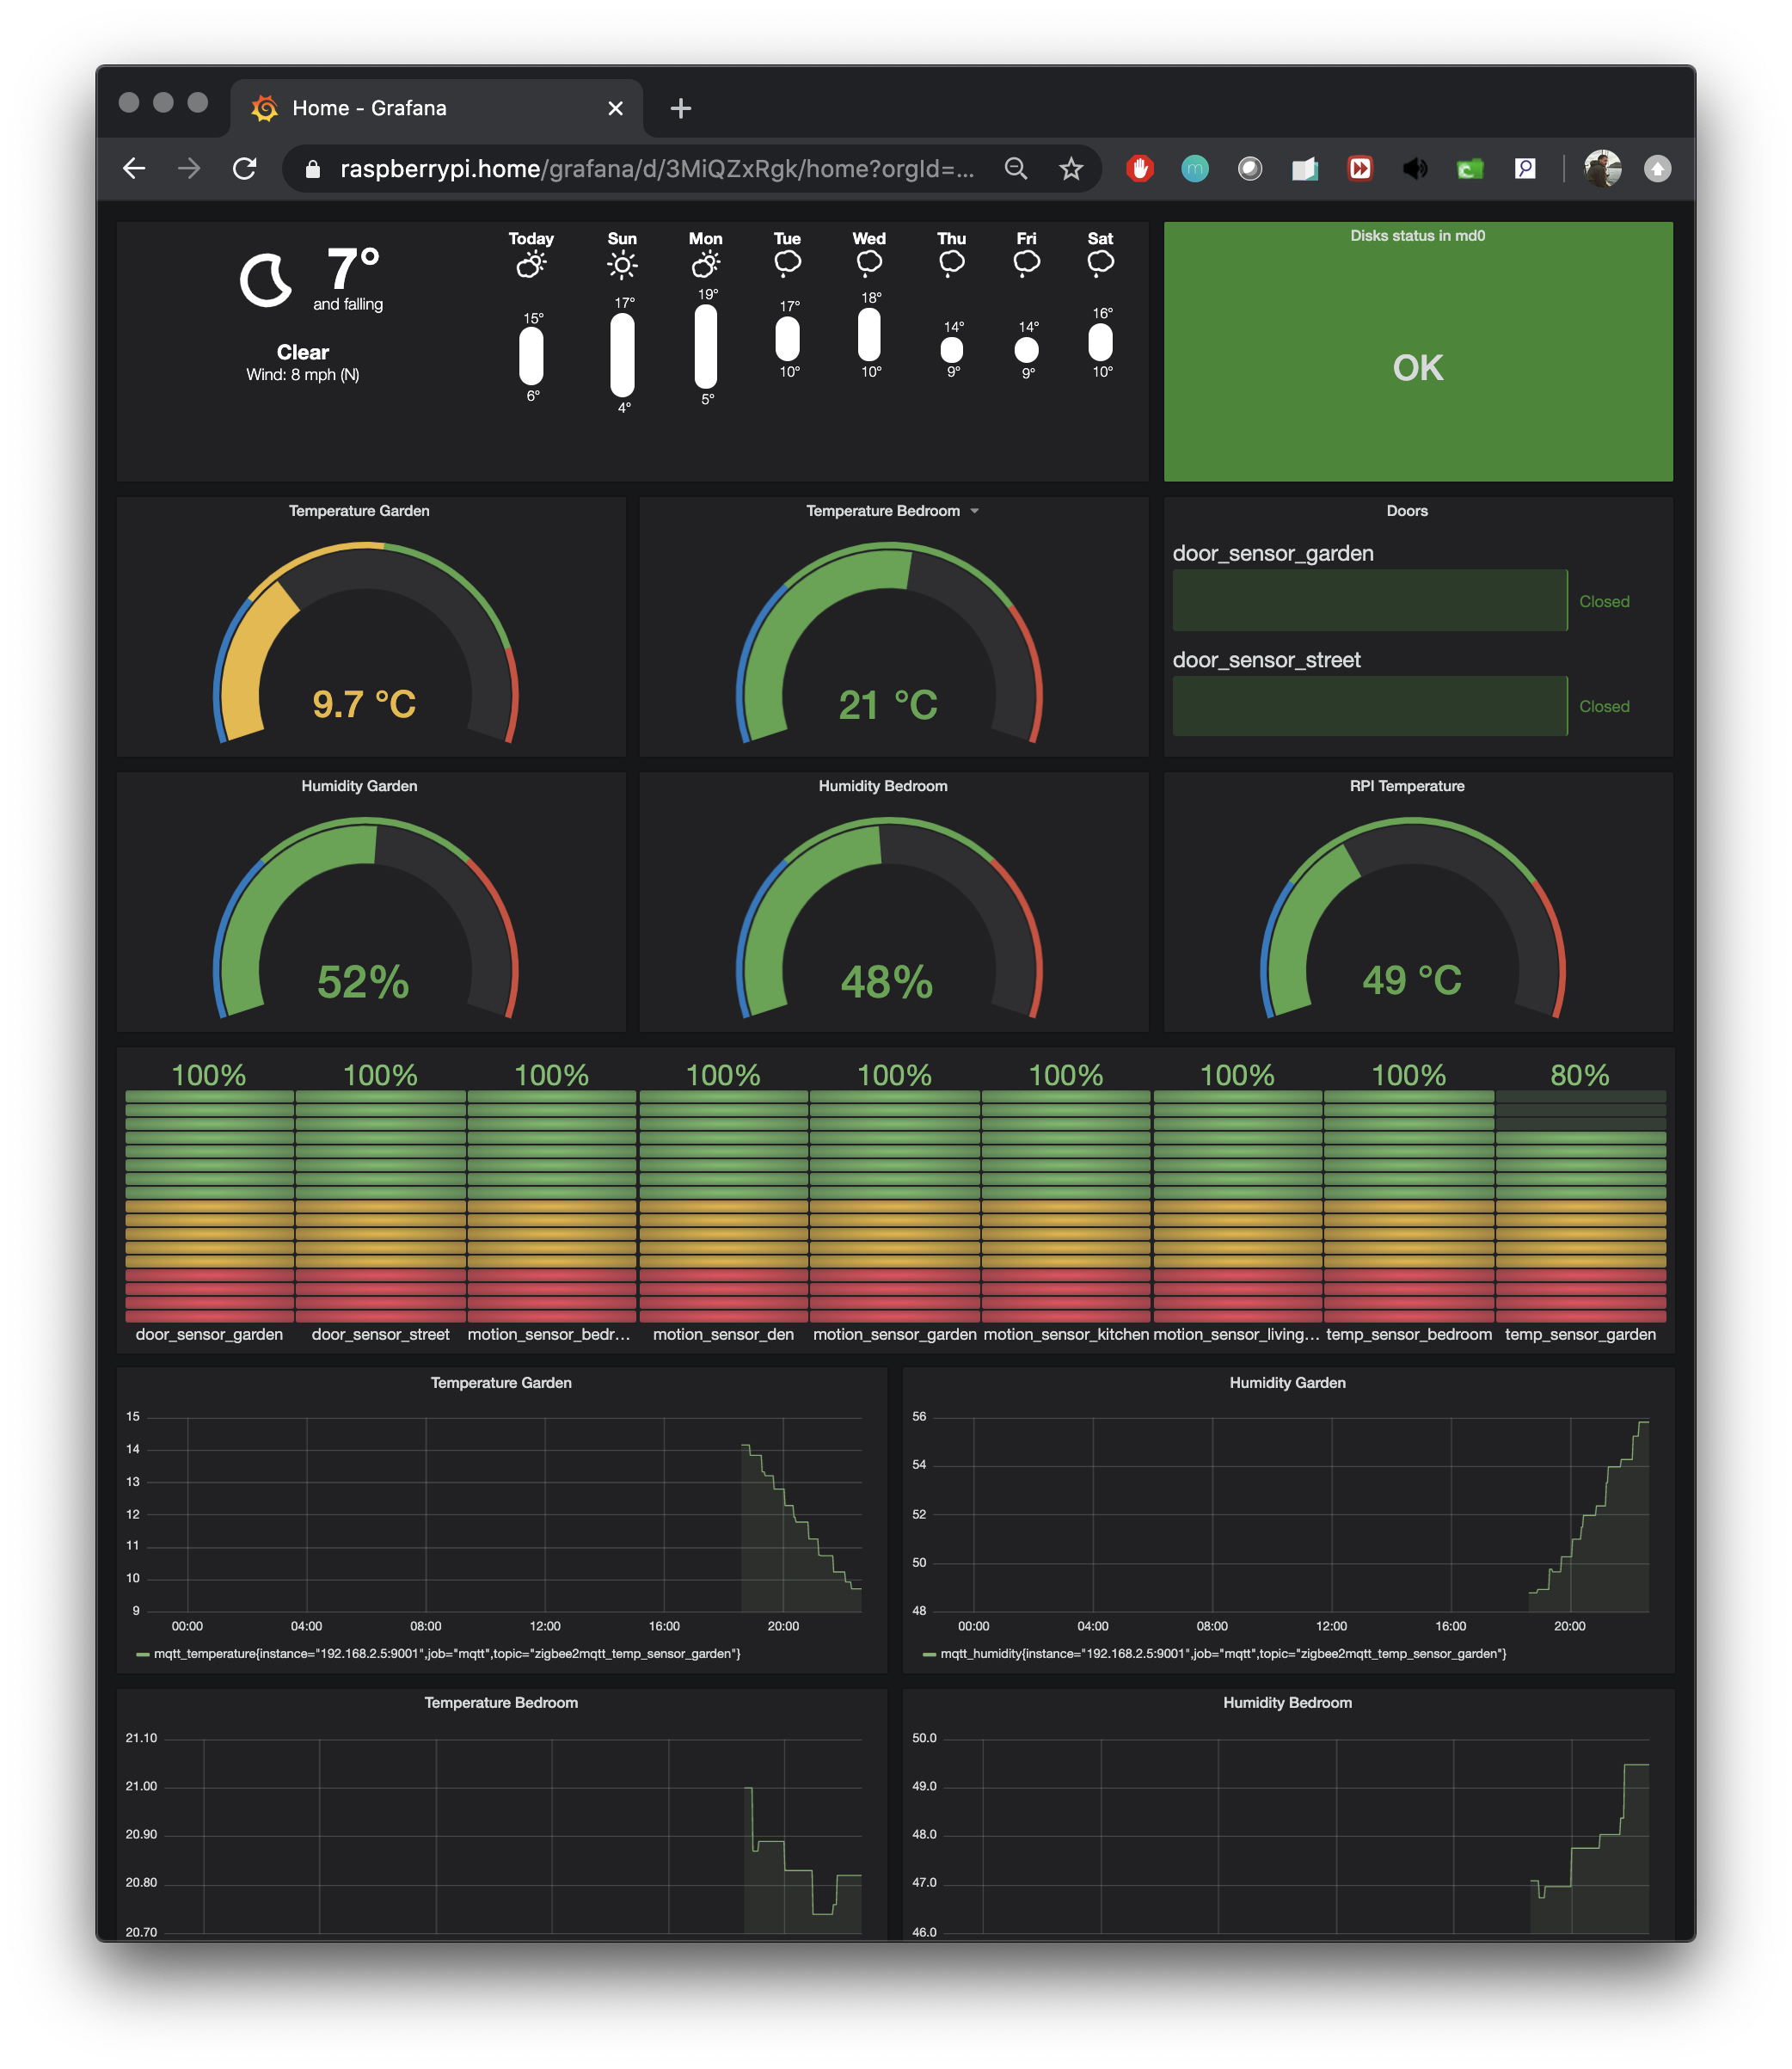 Home - Grafana
raspberrypi.home/grafana/d/3MiQZxRgk/home?orgId=...
7°
and falling
Clear
Wind: 8 mph (N)
Today Sun Mon Tue Wed Thu Fri Sat
15° 17° 19° 17° 18° 14° 14° 16°
6° 4° 5° 10° 10° 9° 9° 10°
Disks status in md0
OK
Temperature Garden
9.7 °C
Temperature Bedroom
21 °C
Doors
door_sensor_garden
Closed
door_sensor_street
Closed
Humidity Garden
52%
Humidity Bedroom
48%
RPI Temperature
49 °C
100% 100% 100% 100% 100% 100% 100% 100% 80%
door_sensor_garden door_sensor_street motion_sensor_bedr... motion_sensor_den motion_sensor_garden motion_sensor_kitchen motion_sensor_living... temp_sensor_bedroom temp_sensor_garden
Temperature Garden
15
14
13
12
11
10
9
00:00 04:00 08:00 12:00 16:00 20:00
mqtt_temperature{instance="192.168.2.5:9001",job="mqtt",topic="zigbee2mqtt_temp_sensor_garden"}
Humidity Garden
56
54
52
50
48
00:00 04:00 08:00 12:00 16:00 20:00
mqtt_humidity{instance="192.168.2.5:9001",job="mqtt",topic="zigbee2mqtt_temp_sensor_garden"}
Temperature Bedroom
21.10
21.00
20.90
20.80
20.70
Humidity Bedroom
50.0
49.0
48.0
47.0
46.0